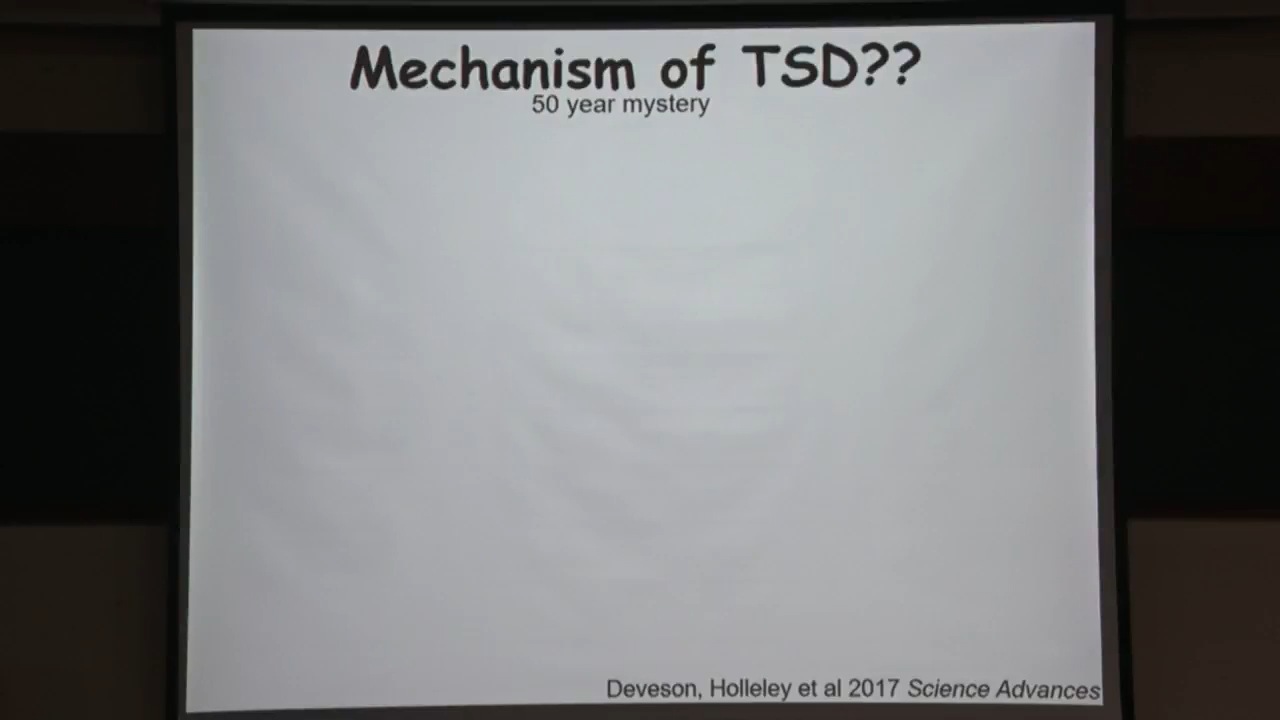 Mechanism of TSD??
50 year mystery
Deveson, Holleley et al 2017 Science Advances